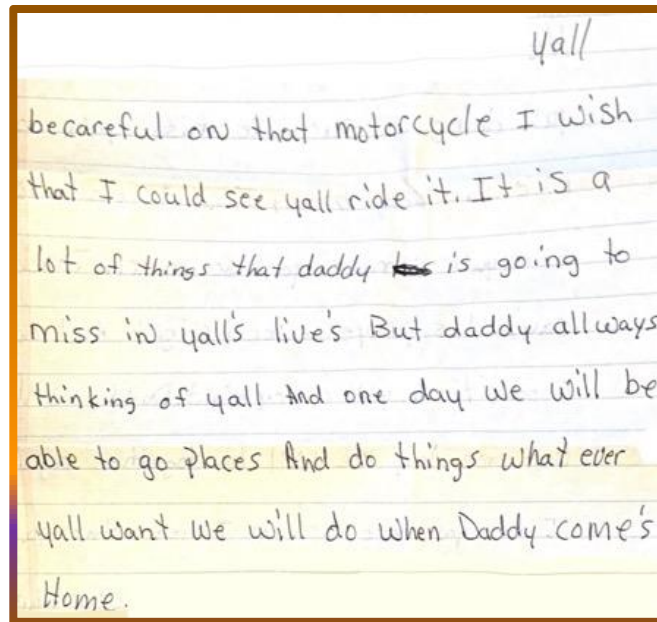 yall
becareful on that motorcycle I wish
that I could see yall ride it. It is a
lot of things that daddy is going to
miss in yall's live's But daddy allways
thinking of yall And one day we will be
able to go places And do things what ever
yall want we will do when Daddy come's
Home.